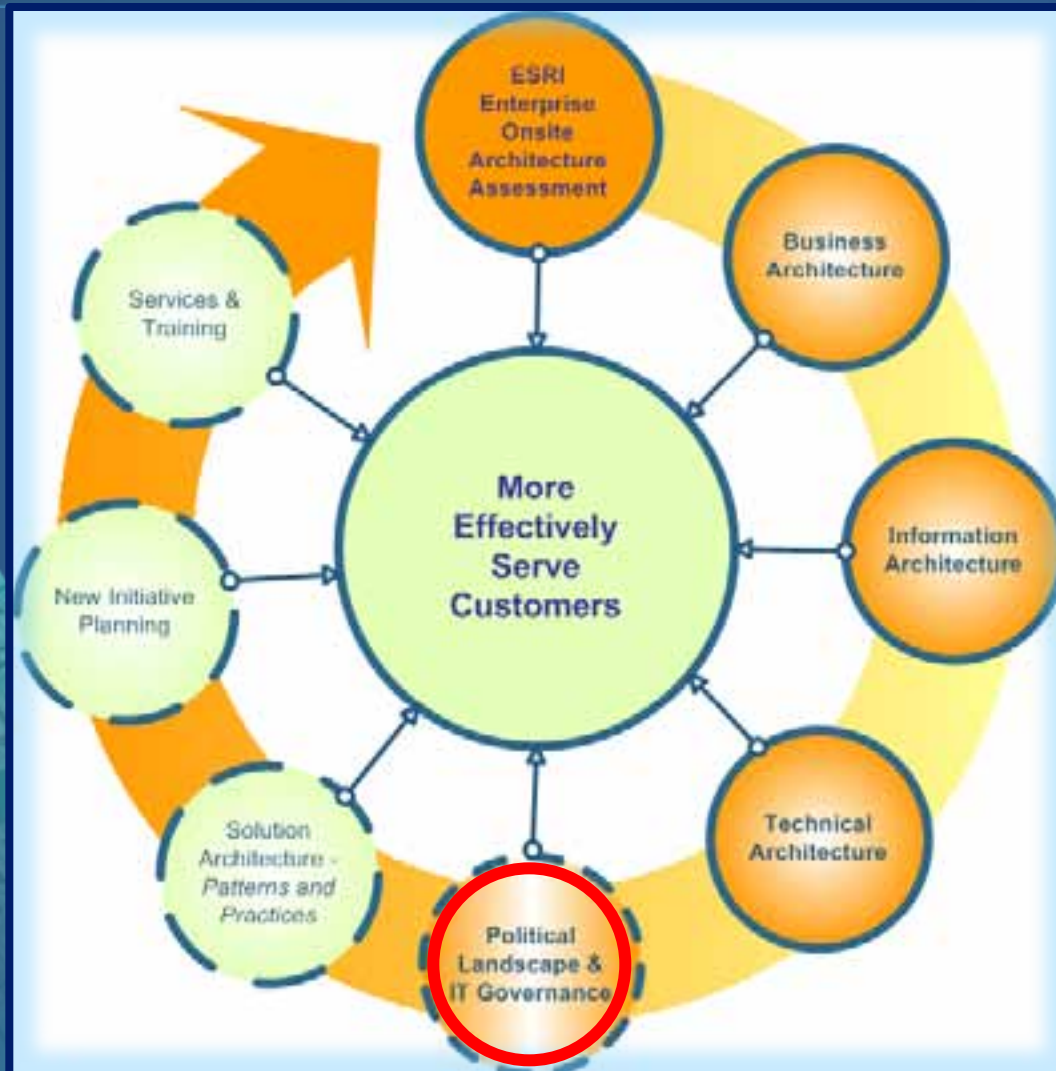 ESRI
Enterprise
Onsite
Architecture
Assessment
Business
Architecture
Information
Architecture
Technical
Architecture
Political
Landscape &
IT Governance
Solution
Architecture -
Patterns and
Practices
New Initiative
Planning
Services &
Training
More
Effectively
Serve
Customers